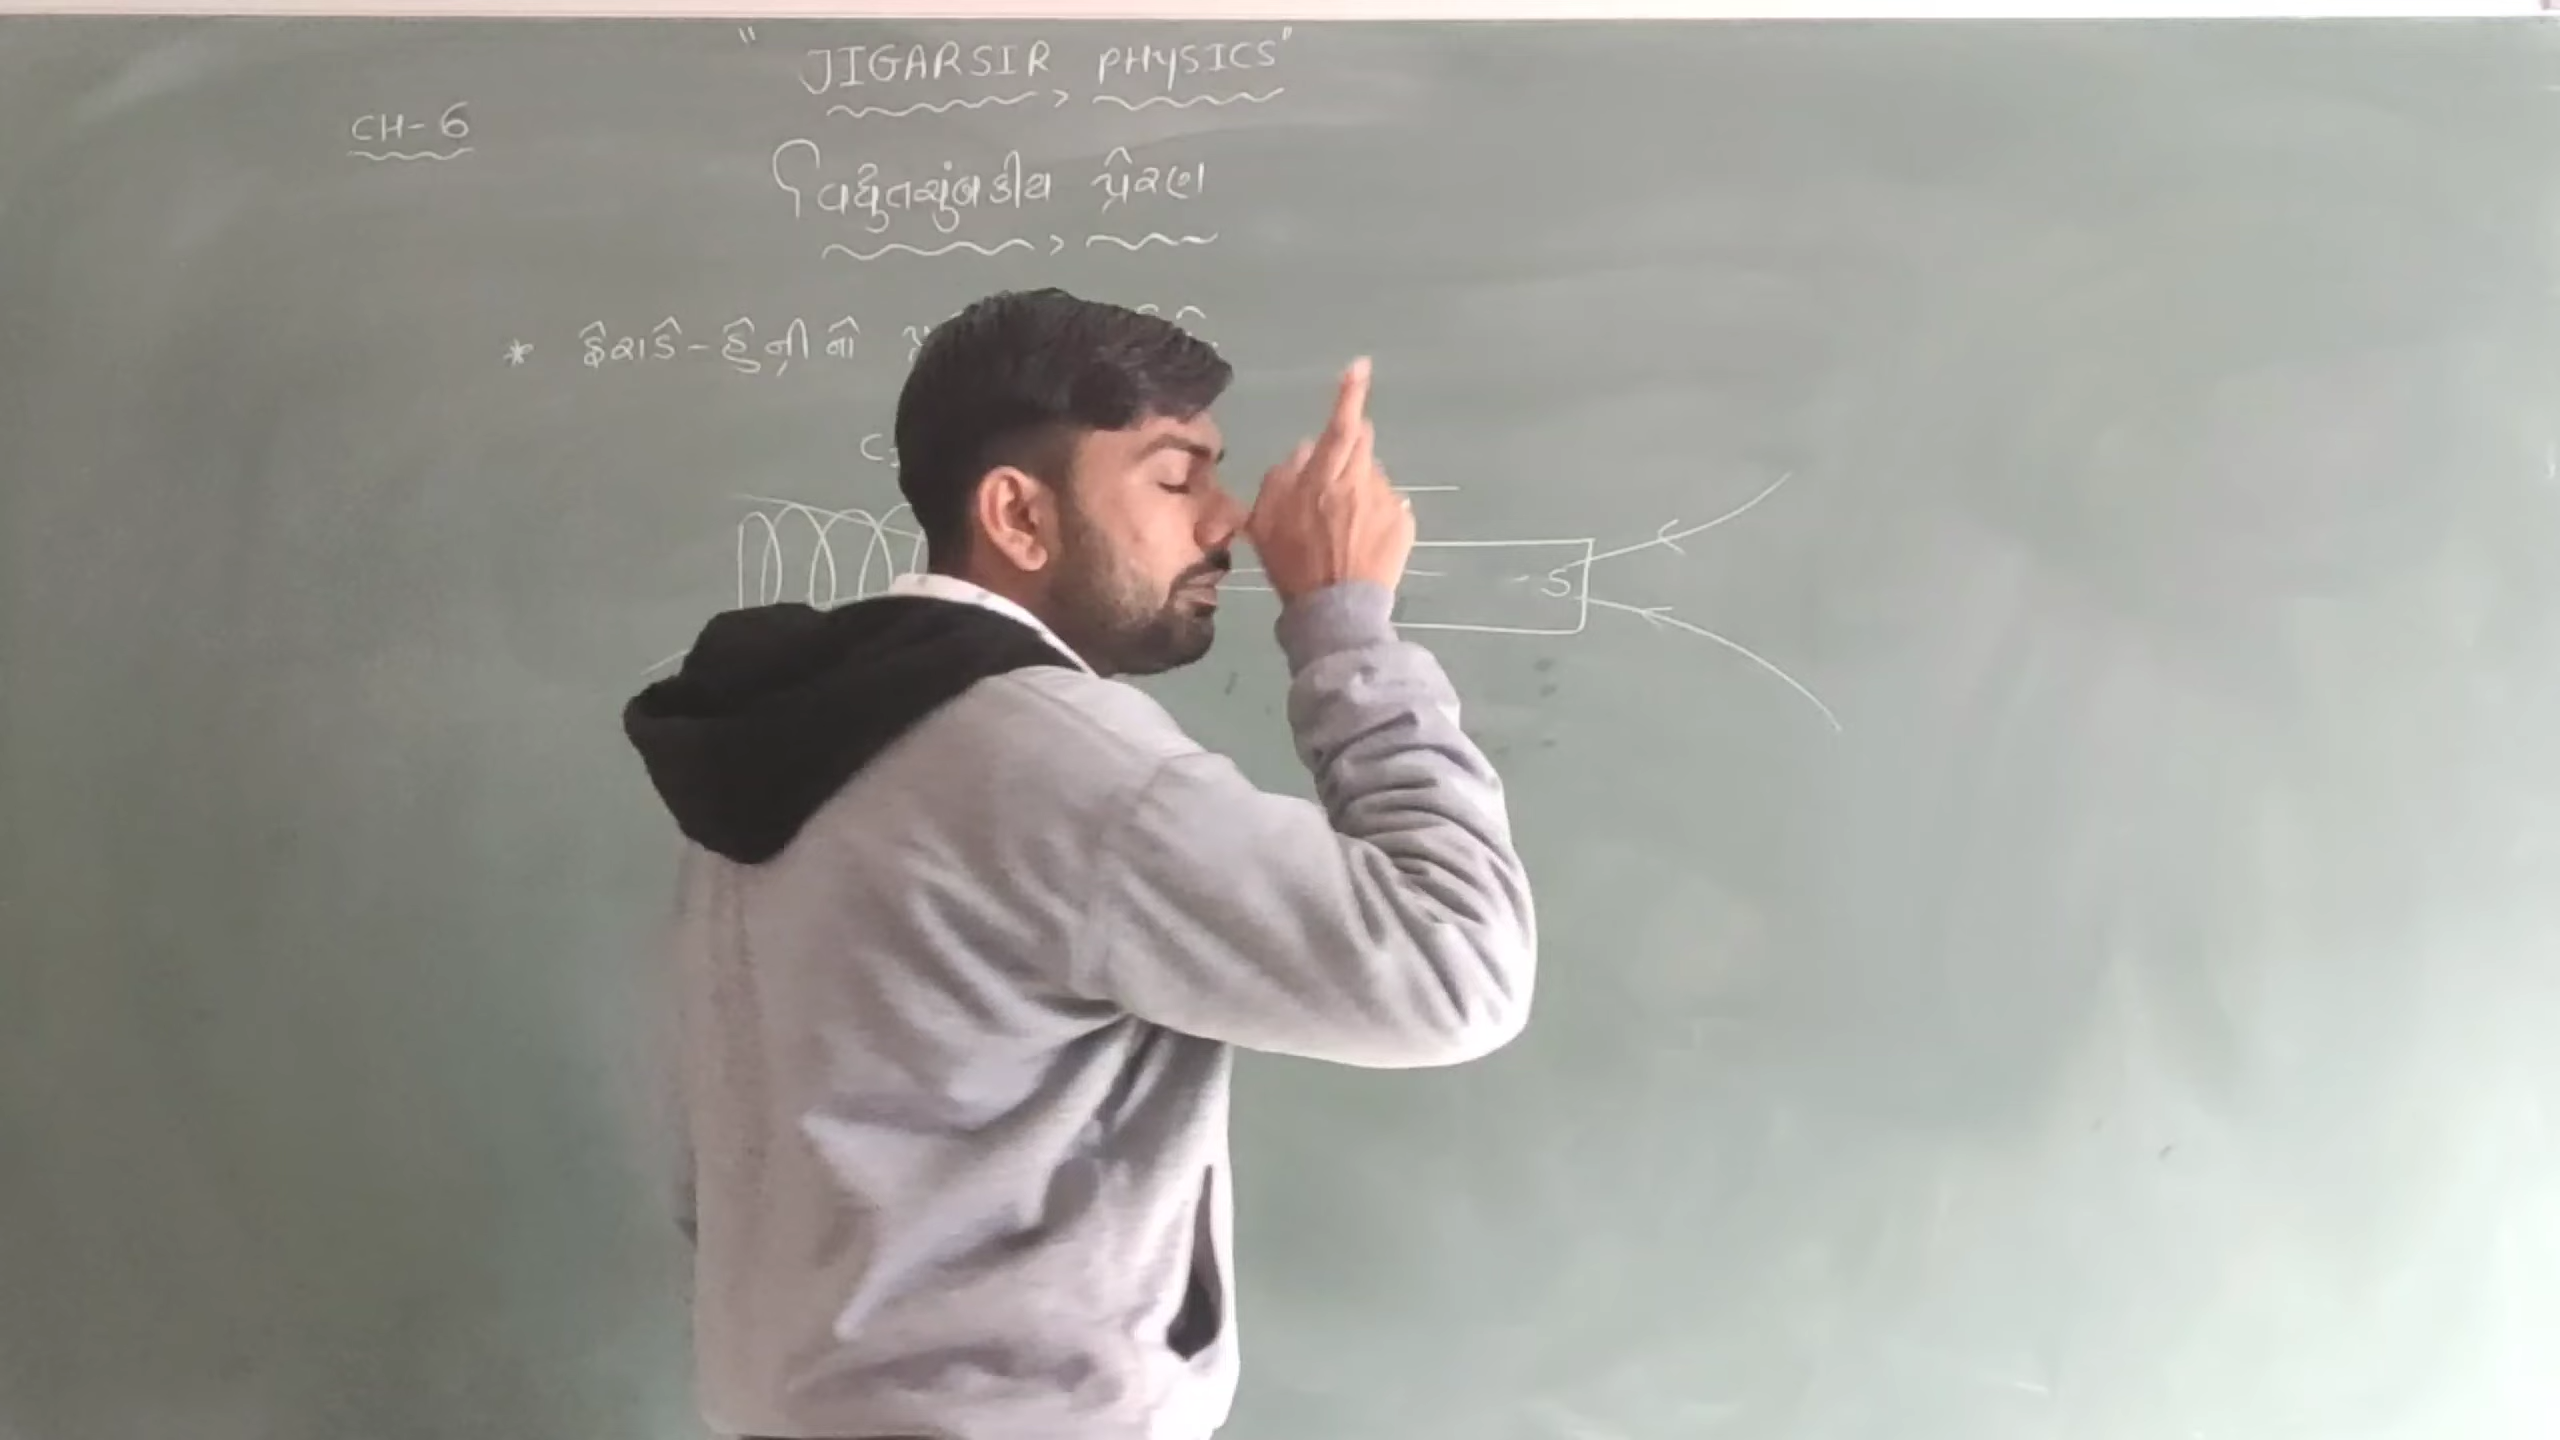 " JIGARSIR PHYSICS "
CH-6
વિદ્યુતચુંબકીય પ્રેરણ
* ફેરાડે-હેન્રી નો
S